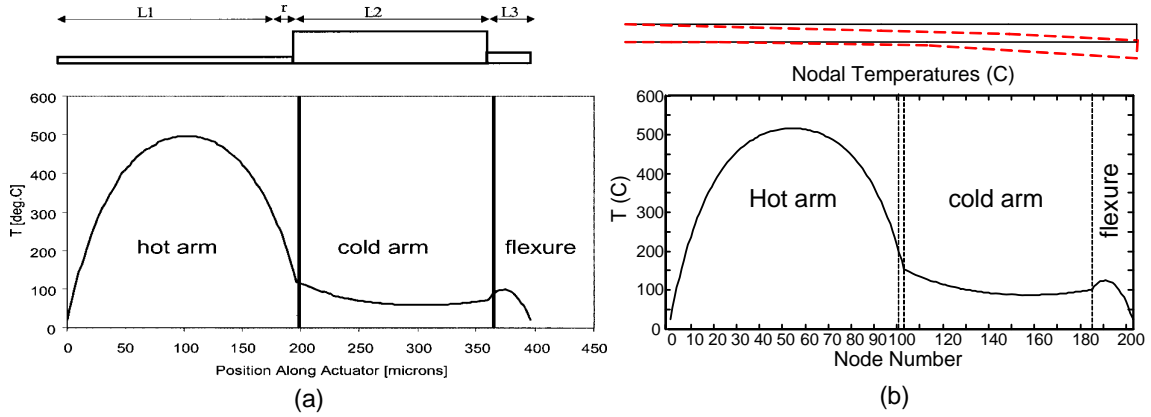 L1 r L2 L3
600
500
400
300
200
100
0
T [deg.C]
hot arm cold arm flexure
0 50 100 150 200 250 300 350 400 450
Position Along Actuator [microns]
(a)
Nodal Temperatures (C)
600
500
400
300
200
100
0
T (C)
Hot arm cold arm flexure
0 10 20 30 40 50 60 70 80 90 100 120 140 160 180 200
Node Number
(b)